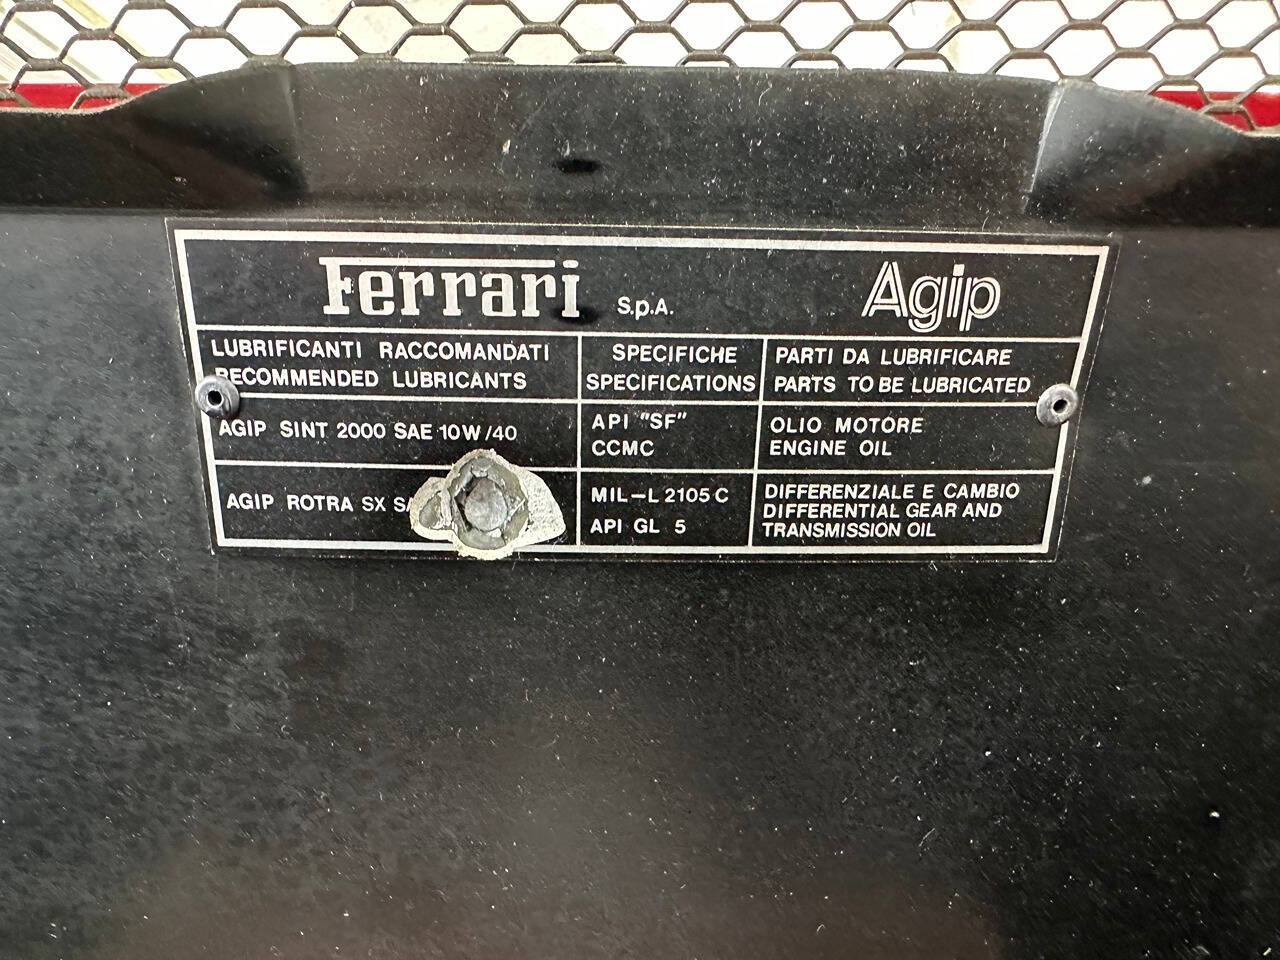 Ferrari S.p.A. Agip
LUBRIFICANTI RACCOMANDATI
RECOMMENDED LUBRICANTS
SPECIFICHE
SPECIFICATIONS
PARTI DA LUBRIFICARE
PARTS TO BE LUBRICATED
AGIP SINT 2000 SAE 10W/40
API "SF"
CCMC
OLIO MOTORE
ENGINE OIL
AGIP ROTRA SX
MIL-L 2105 C
API GL 5
DIFFERENZIALE E CAMBIO
DIFFERENTIAL GEAR AND
TRANSMISSION OIL